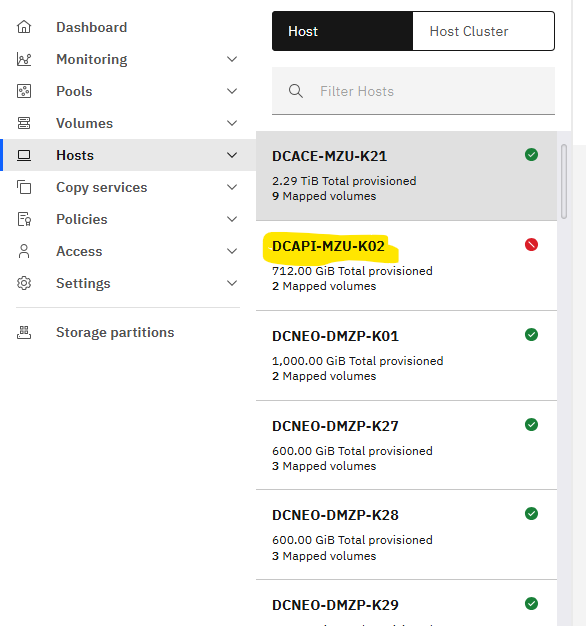 Dashboard
Monitoring
Pools
Volumes
Hosts
Copy services
Policies
Access
Settings
Storage partitions
Host
Host Cluster
Filter Hosts
DCACE-MZU-K21
2.29 TiB Total provisioned
9 Mapped volumes
DCAPI-MZU-K02
712.00 GiB Total provisioned
2 Mapped volumes
DCNEO-DMZP-K01
1,000.00 GiB Total provisioned
2 Mapped volumes
DCNEO-DMZP-K27
600.00 GiB Total provisioned
3 Mapped volumes
DCNEO-DMZP-K28
600.00 GiB Total provisioned
3 Mapped volumes
DCNEO-DMZP-K29